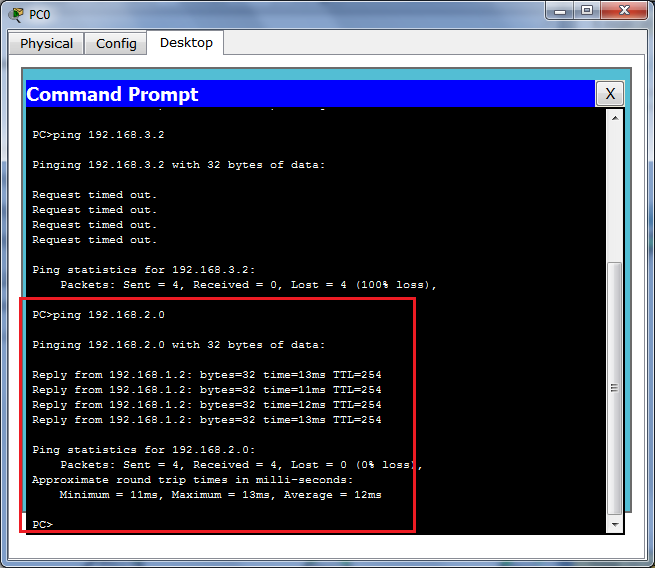 PC0
Physical Config Desktop
Command Prompt
X
PC>ping 192.168.3.2
Pinging 192.168.3.2 with 32 bytes of data:
Request timed out.
Request timed out.
Request timed out.
Request timed out.
Ping statistics for 192.168.3.2:
Packets: Sent = 4, Received = 0, Lost = 4 (100% loss),
PC>ping 192.168.2.0
Pinging 192.168.2.0 with 32 bytes of data:
Reply from 192.168.1.2: bytes=32 time=13ms TTL=254
Reply from 192.168.1.2: bytes=32 time=11ms TTL=254
Reply from 192.168.1.2: bytes=32 time=12ms TTL=254
Reply from 192.168.1.2: bytes=32 time=13ms TTL=254
Ping statistics for 192.168.2.0:
Packets: Sent = 4, Received = 4, Lost = 0 (0% loss),
Approximate round trip times in milli-seconds:
Minimum = 11ms, Maximum = 13ms, Average = 12ms
PC>